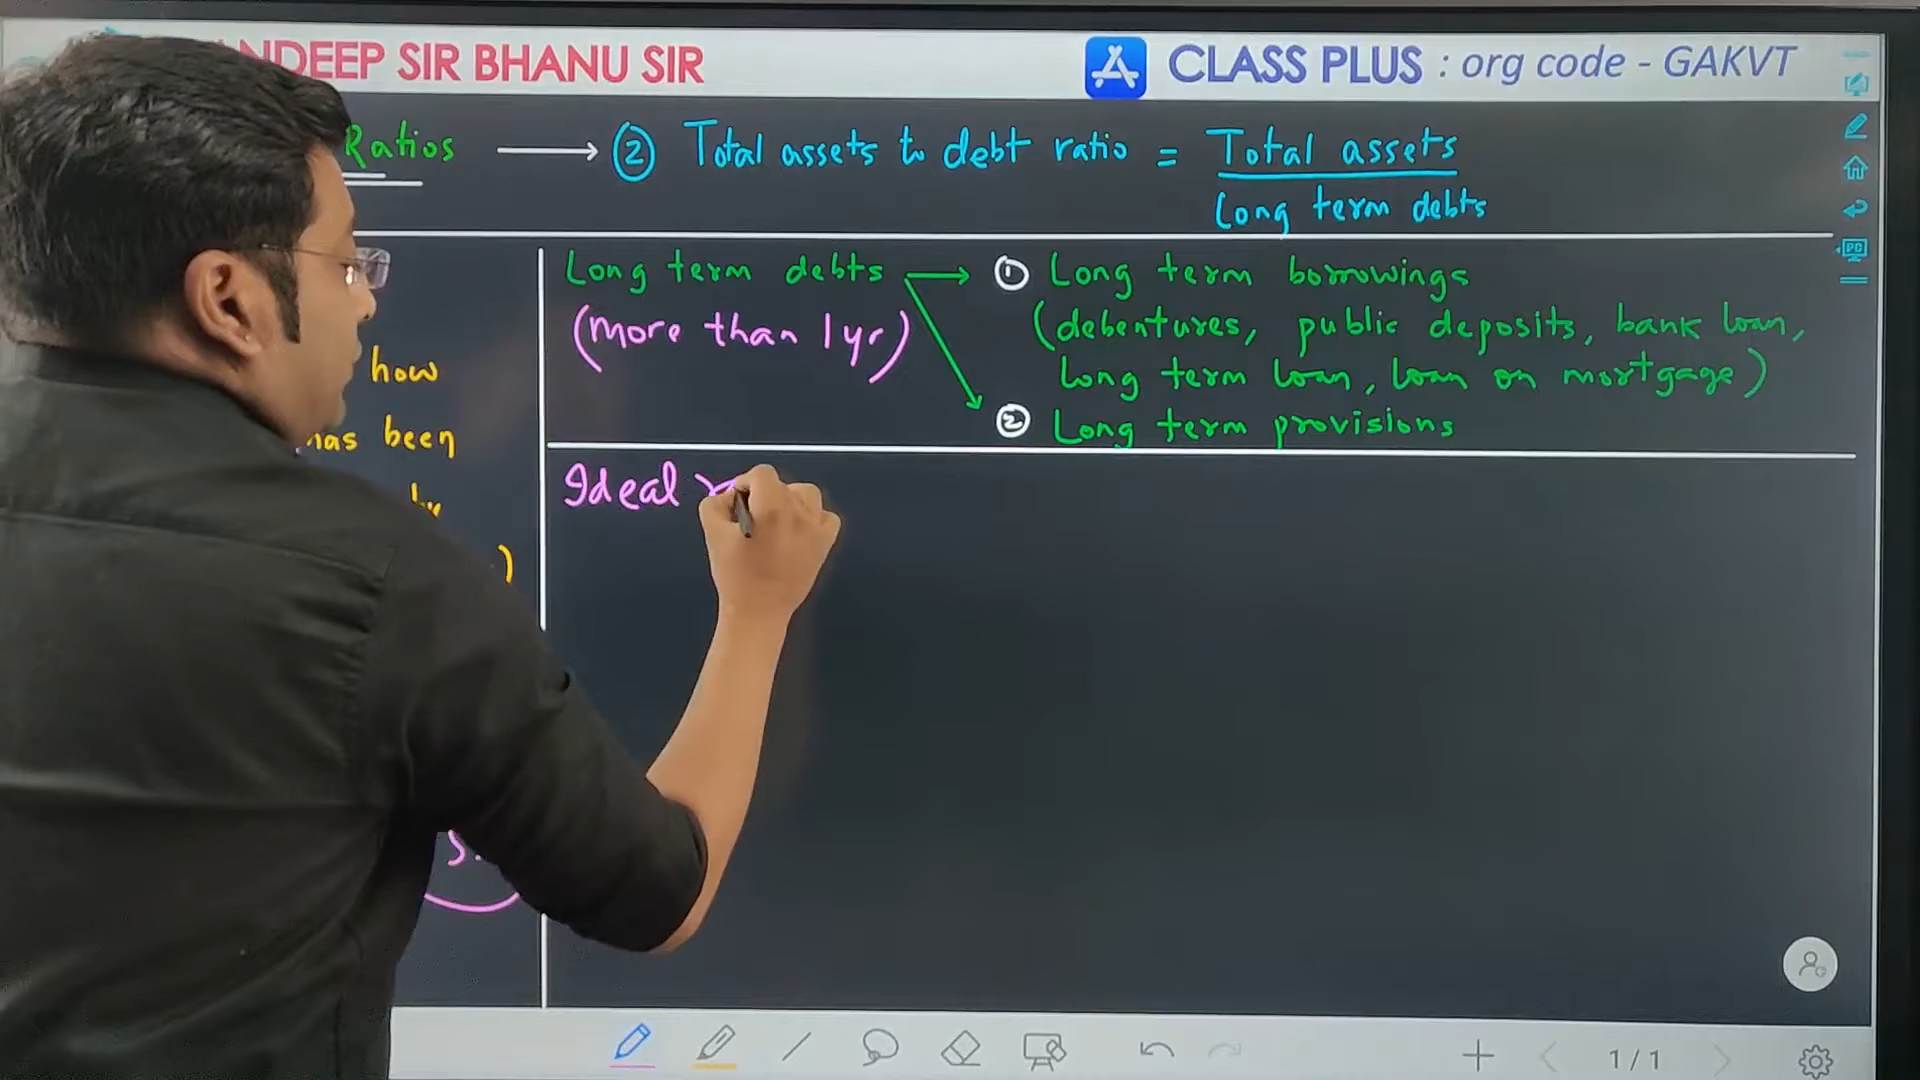 SIR BHANU SIR
CLASS PLUS : org code - GAKVT
Ratios ② Total assets to debt ratio = Total assets
Long term debts
Long term debts ① Long term borrowings
(more than 1yr) (debentures, public deposits, bank loan,
Long term loan, loan on mortgage)
② Long term provisions
how
has been
Ideal
1/1